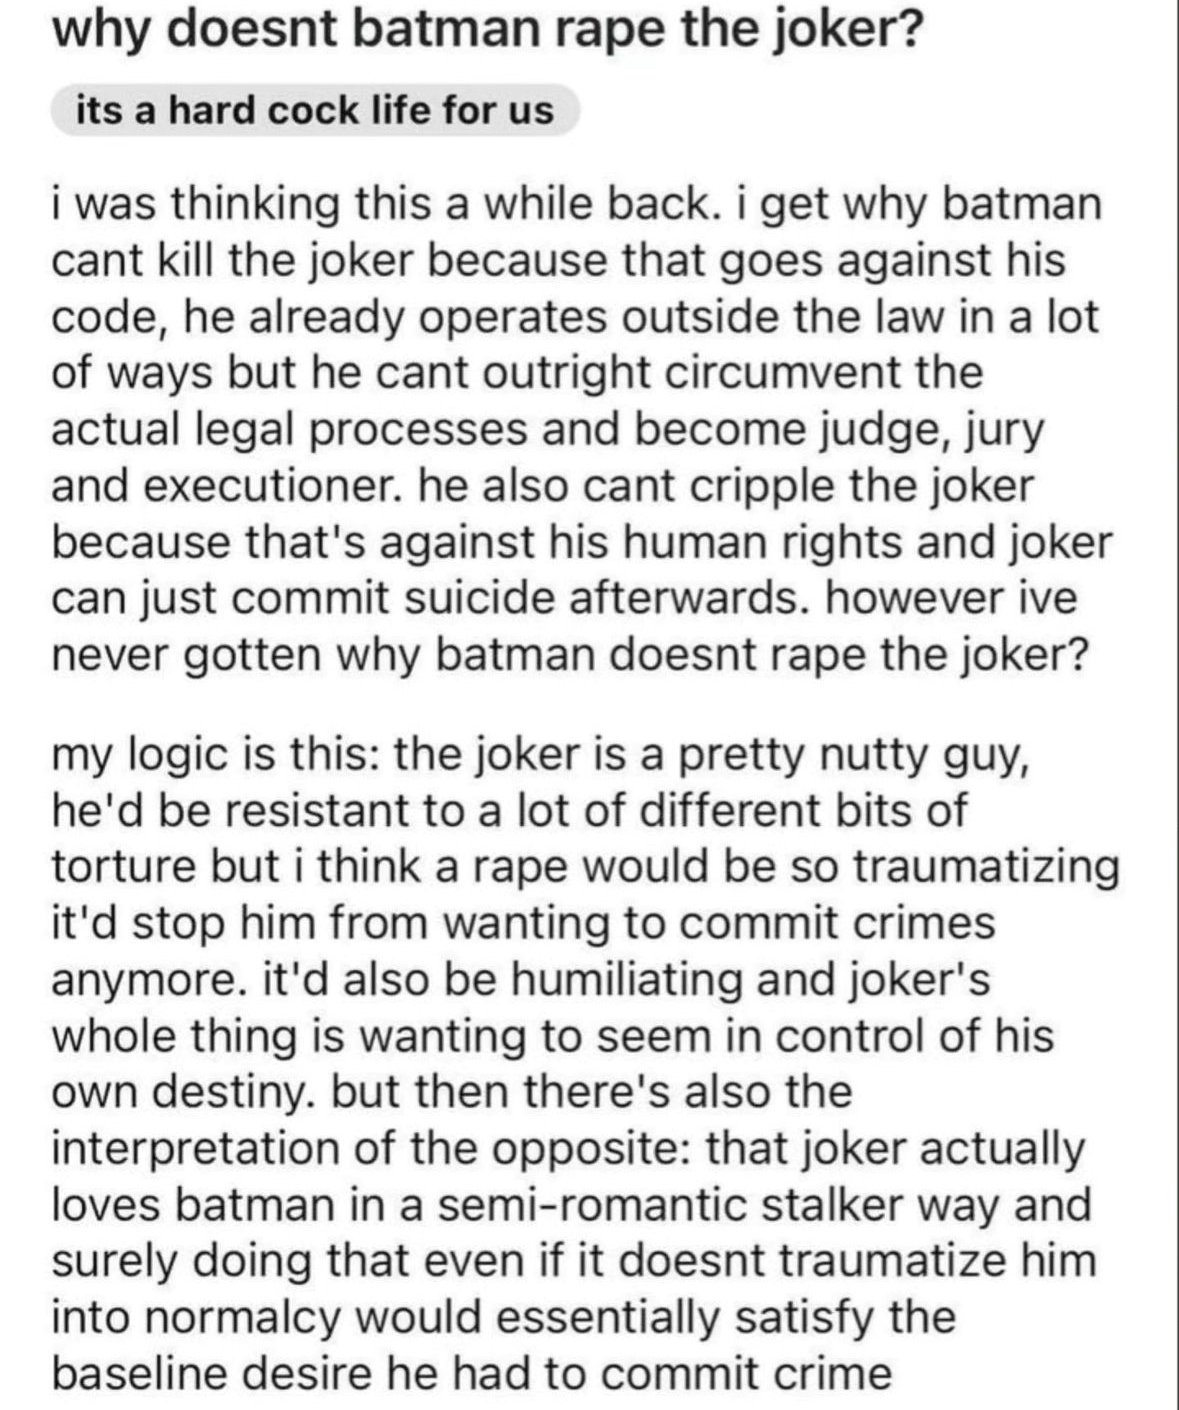 why doesnt batman rape the joker?
its a hard cock life for us
i was thinking this a while back. i get why batman
cant kill the joker because that goes against his
code, he already operates outside the law in a lot
of ways but he cant outright circumvent the
actual legal processes and become judge, jury
and executioner. he also cant cripple the joker
because that's against his human rights and joker
can just commit suicide afterwards. however ive
never gotten why batman doesnt rape the joker?
my logic is this: the joker is a pretty nutty guy,
he'd be resistant to a lot of different bits of
torture but i think a rape would be so traumatizing
it'd stop him from wanting to commit crimes
anymore. it'd also be humiliating and joker's
whole thing is wanting to seem in control of his
own destiny. but then there's also the
interpretation of the opposite: that joker actually
loves batman in a semi-romantic stalker way and
surely doing that even if it doesnt traumatize him
into normalcy would essentially satisfy the
baseline desire he had to commit crime